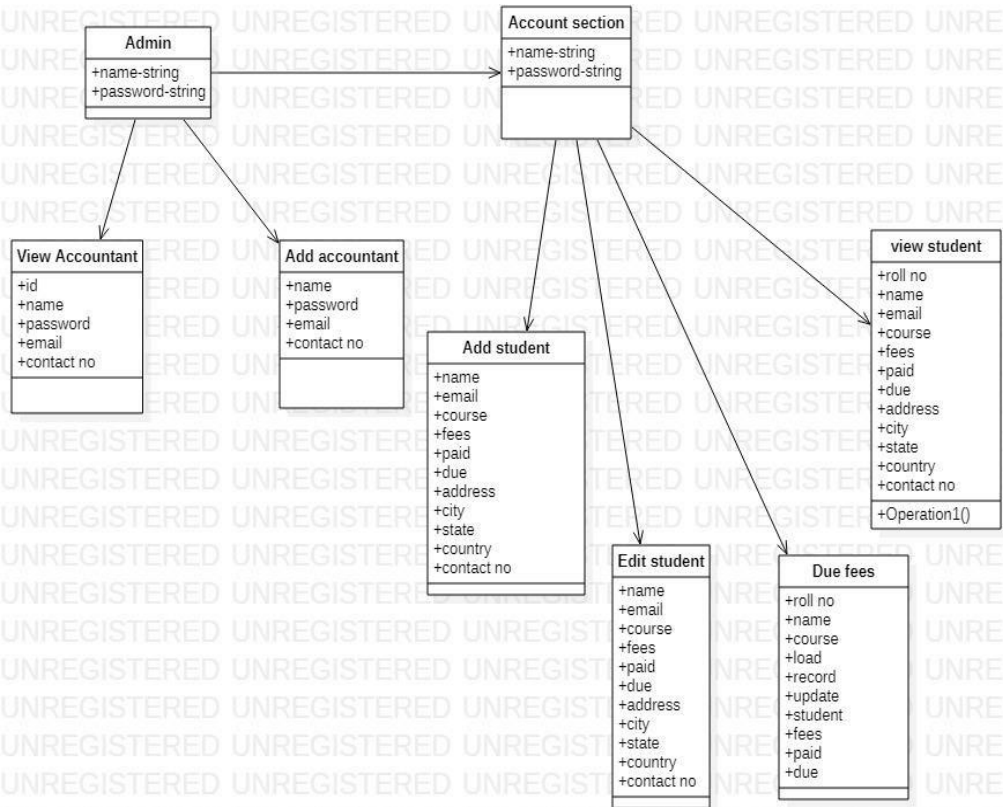 Admin
+name-string
+password-string
Account section
+name-string
+password-string
View Accountant
+id
+name
+password
+email
+contact no
Add accountant
+name
+password
+email
+contact no
Add student
+name
+email
+course
+fees
+paid
+due
+address
+city
+state
+country
+contact no
Edit student
+name
+email
+course
+fees
+paid
+due
+address
+city
+state
+country
+contact no
Due fees
+roll no
+name
+course
+load
+record
+update
+student
+fees
+paid
+due
view student
+roll no
+name
+email
+course
+fees
+paid
+due
+address
+city
+state
+country
+contact no
+Operation1()
UNREGISTERED